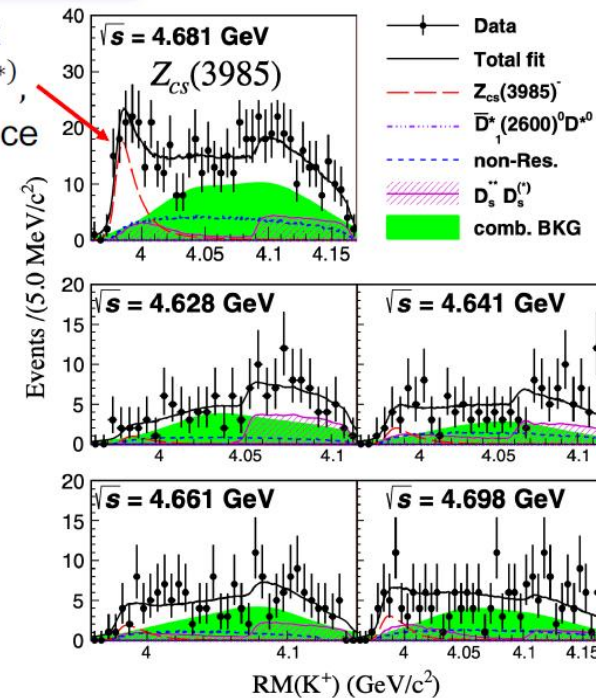 *),
ce
√s = 4.681 GeV
Z_cs(3985)
Data
Total fit
Z_cs(3985)⁻
D̄*₁(2600)⁰D*⁰
non-Res.
D_s** D_s^(*)
comb. BKG
Events /(5.0 MeV/c²)
40
30
20
10
0
4 4.05 4.1 4.15
√s = 4.628 GeV
√s = 4.641 GeV
20
15
10
5
0
4 4.05 4.1 4 4.05 4.1
√s = 4.661 GeV
√s = 4.698 GeV
20
15
10
5
0
4 4.1 4 4.05 4.1 4.15
RM(K⁺) (GeV/c²)